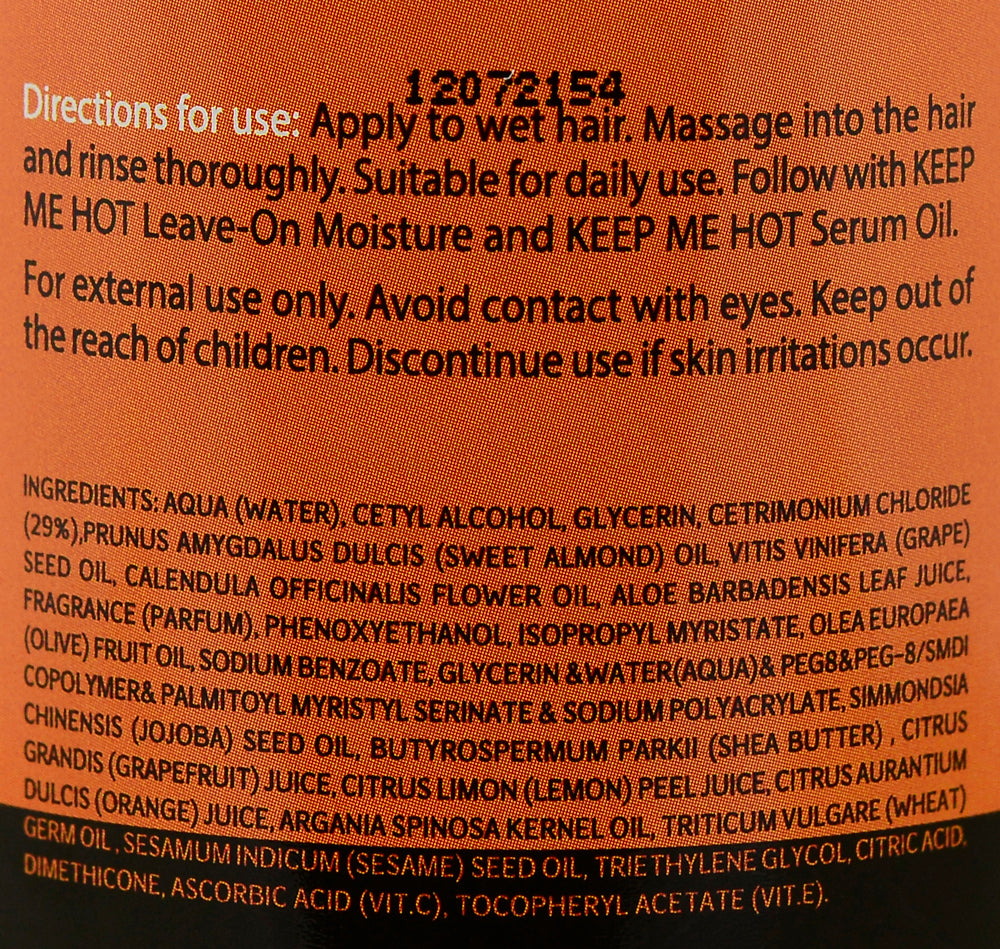 12072154
Directions for use: Apply to wet hair. Massage into the hair
and rinse thoroughly. Suitable for daily use. Follow with KEEP
ME HOT Leave-On Moisture and KEEP ME HOT Serum Oil.
For external use only. Avoid contact with eyes. Keep out of
the reach of children. Discontinue use if skin irritations occur.
INGREDIENTS: AQUA (WATER), CETYL ALCOHOL, GLYCERIN, CETRIMONIUM CHLORIDE
(29%),PRUNUS AMYGDALUS DULCIS (SWEET ALMOND) OIL, VITIS VINIFERA (GRAPE)
SEED OIL, CALENDULA OFFICINALIS FLOWER OIL, ALOE BARBADENSIS LEAF JUICE,
FRAGRANCE (PARFUM), PHENOXYETHANOL, ISOPROPYL MYRISTATE, OLEA EUROPAEA
(OLIVE) FRUIT OIL, SODIUM BENZOATE, GLYCERIN &WATER(AQUA)& PEG8&PEG-8/SMDI
COPOLYMER& PALMITOYL MYRISTYL SERINATE & SODIUM POLYACRYLATE, SIMMONDSIA
CHINENSIS (JOJOBA) SEED OIL, BUTYROSPERMUM PARKII (SHEA BUTTER) , CITRUS
GRANDIS (GRAPEFRUIT) JUICE, CITRUS LIMON (LEMON) PEEL JUICE, CITRUS AURANTIUM
DULCIS (ORANGE) JUICE, ARGANIA SPINOSA KERNEL OIL, TRITICUM VULGARE (WHEAT)
GERM OIL , SESAMUM INDICUM (SESAME) SEED OIL, TRIETHYLENE GLYCOL, CITRIC ACID,
DIMETHICONE, ASCORBIC ACID (VIT.C), TOCOPHERYL ACETATE (VIT.E).